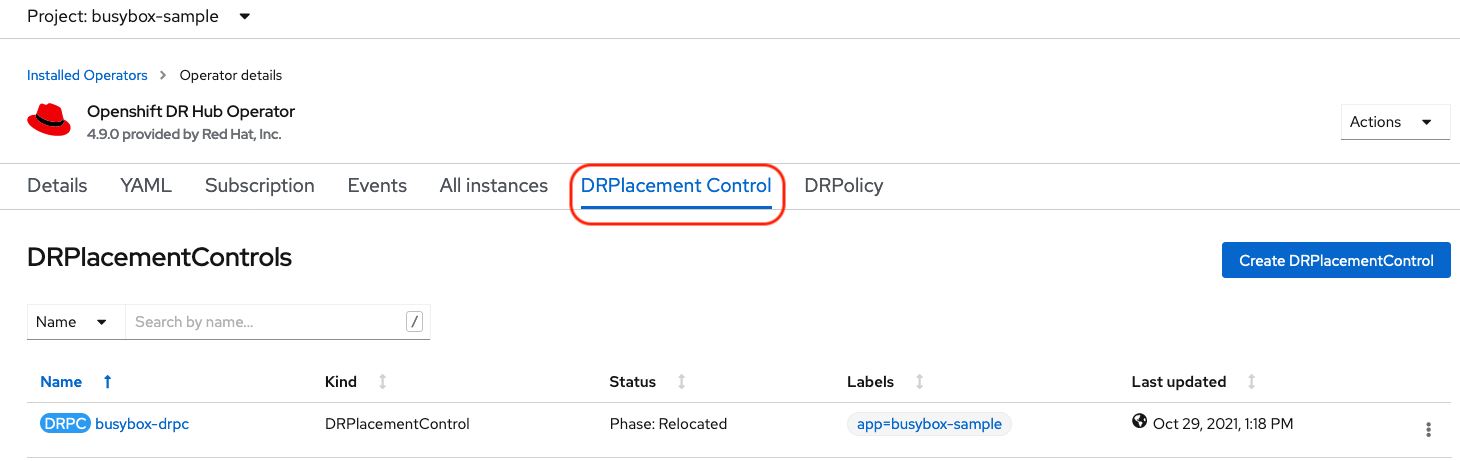 Project: busybox-sample
Installed Operators > Operator details
Openshift DR Hub Operator
4.9.0 provided by Red Hat, Inc.
Actions
Details YAML Subscription Events All instances DRPlacement Control DRPolicy
DRPlacementControls
Create DRPlacementControl
Name Search by name... /
Name Kind Status Labels Last updated
DRPC busybox-drpc DRPlacementControl Phase: Relocated app=busybox-sample Oct 29, 2021, 1:18 PM